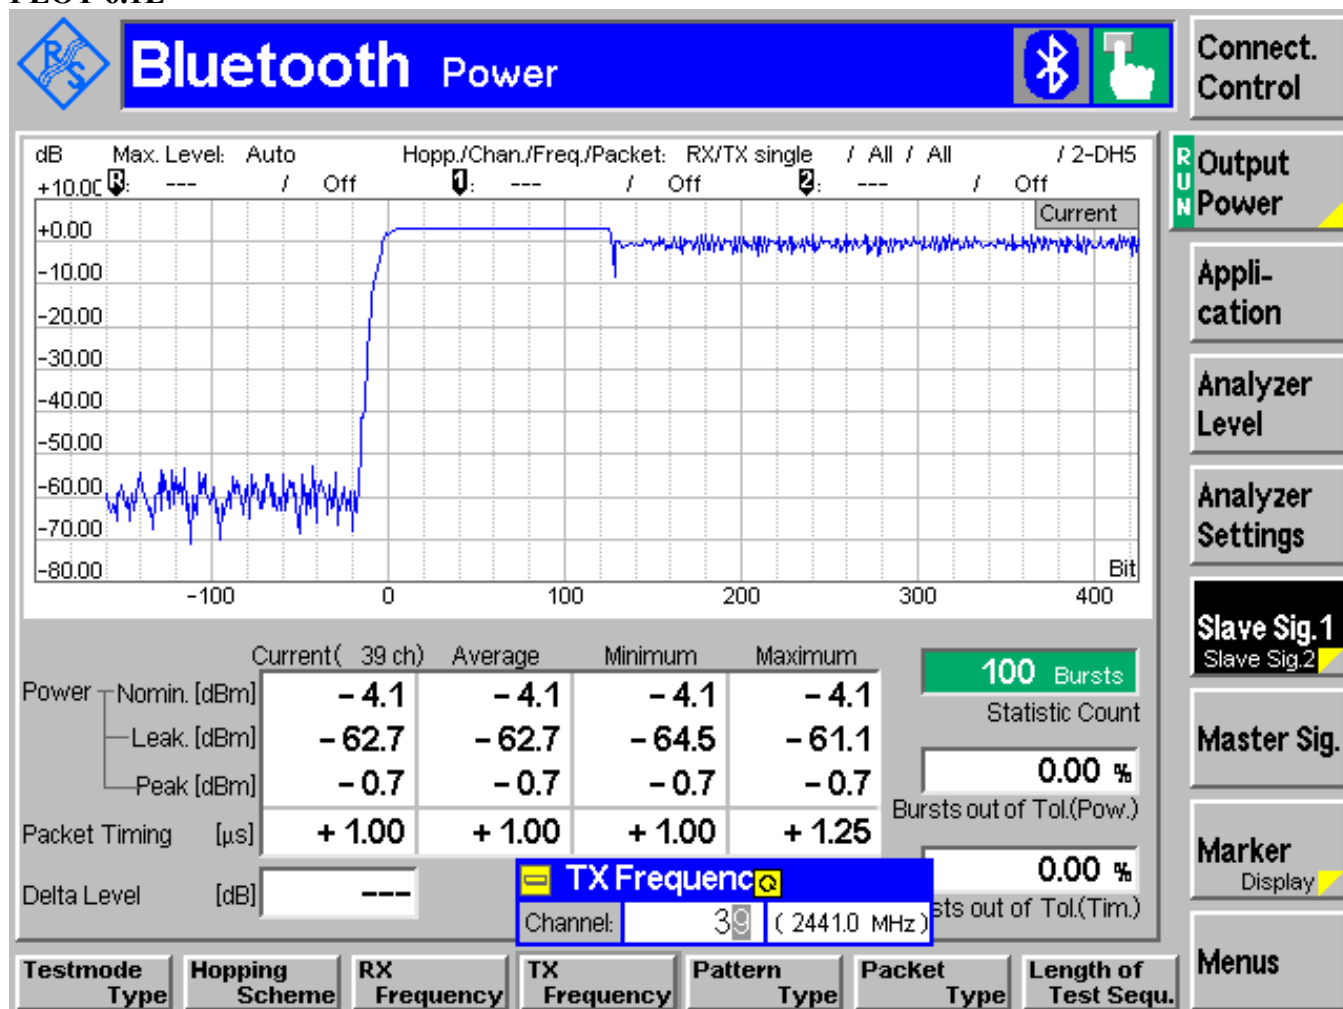 R&S
Bluetooth Power
Connect. Control
dB Max. Level: Auto Hopp./Chan./Freq./Packet: RX/TX single / All / All / 2-DH5
R: --- / Off 1: --- / Off 2: --- / Off
+10.00
Current
+0.00
-10.00
-20.00
-30.00
-40.00
-50.00
-60.00
-70.00
-80.00
Bit
-100 0 100 200 300 400
RUN Output Power
Appli-
cation
Analyzer
Level
Analyzer
Settings
Slave Sig.1
Slave Sig.2
Master Sig.
Marker
Display
Menus
Current( 39 ch) Average Minimum Maximum
Power Nomin. [dBm] - 4.1 - 4.1 - 4.1 - 4.1
Leak. [dBm] - 62.7 - 62.7 - 64.5 - 61.1
Peak [dBm] - 0.7 - 0.7 - 0.7 - 0.7
Packet Timing [µs] + 1.00 + 1.00 + 1.00 + 1.25
Delta Level [dB] ---
100 Bursts
Statistic Count
0.00 %
Bursts out of Tol.(Pow.)
0.00 %
sts out of Tol.(Tim.)
TX Frequenc
Channel: 39 ( 2441.0 MHz )
Testmode Type
Hopping Scheme
RX Frequency
TX Frequency
Pattern Type
Packet Type
Length of Test Sequ.